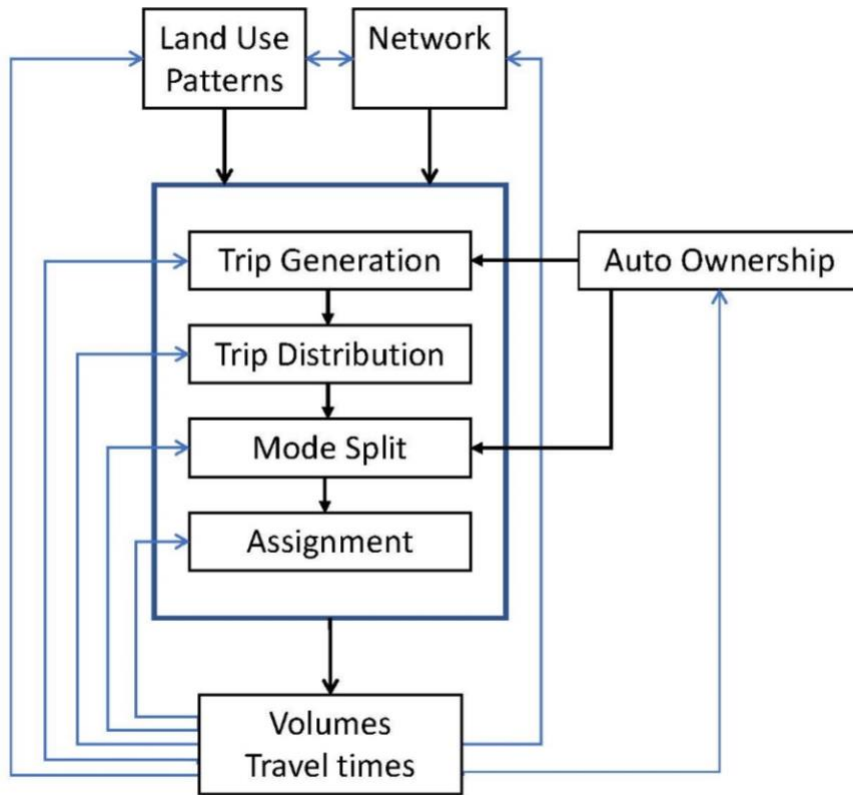 Land Use
Patterns
Network
Trip Generation
Auto Ownership
Trip Distribution
Mode Split
Assignment
Volumes
Travel times